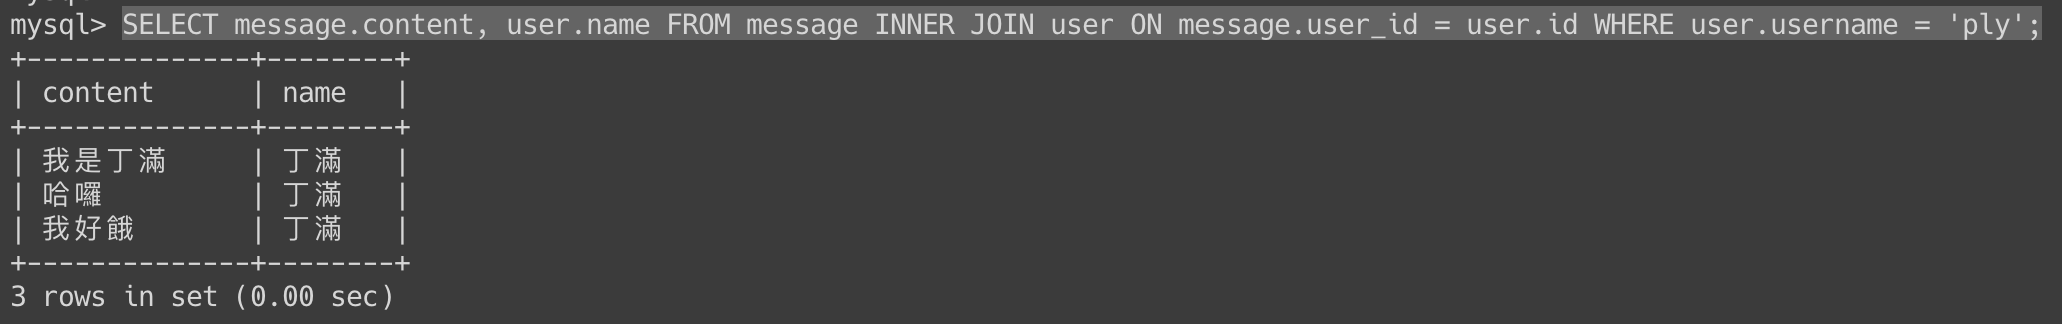 mysql> SELECT message.content, user.name FROM message INNER JOIN user ON message.user_id = user.id WHERE user.username = 'ply';
+--------------+--------+
| content      | name   |
+--------------+--------+
| 我是丁滿     | 丁滿   |
| 哈囉         | 丁滿   |
| 我好餓       | 丁滿   |
+--------------+--------+
3 rows in set (0.00 sec)